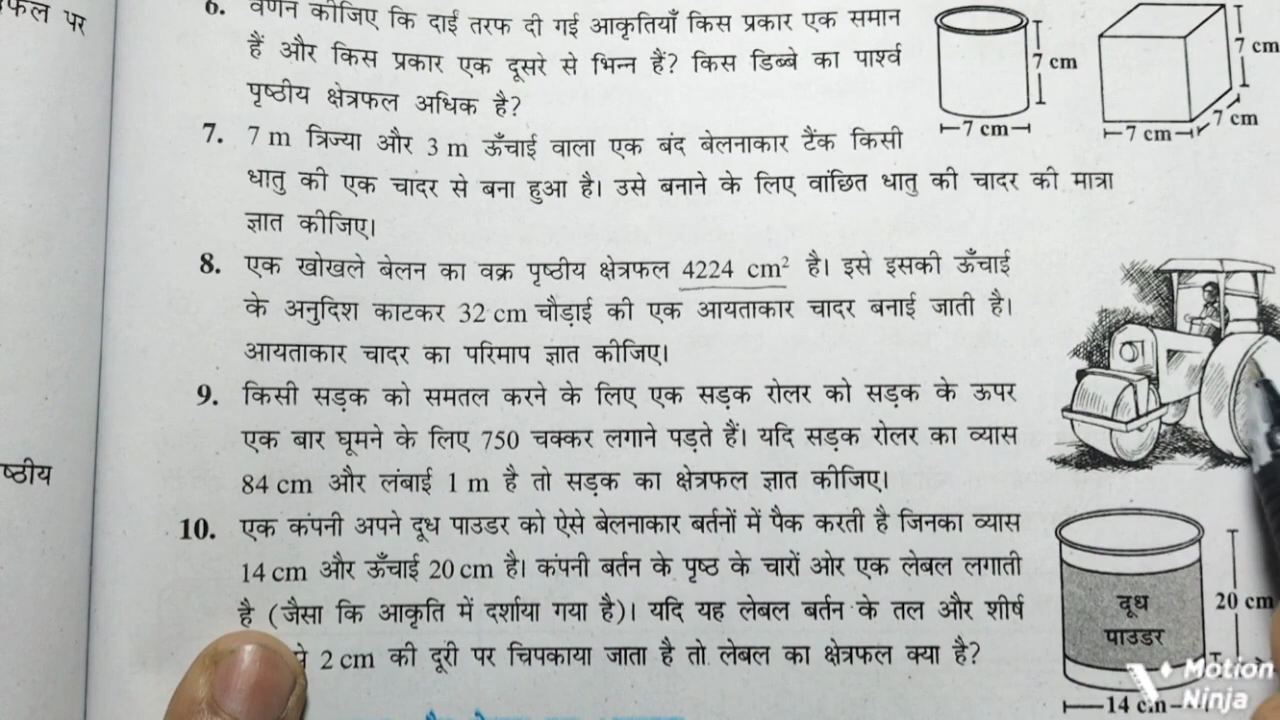 फल पर
6. वर्णन कीजिए कि दाईं तरफ दी गई आकृतियाँ किस प्रकार एक समान
हैं और किस प्रकार एक दूसरे से भिन्न हैं? किस डिब्बे का पार्श्व
पृष्ठीय क्षेत्रफल अधिक है?
7 cm
7 cm
7 cm
7 cm
7 cm
7. 7 m त्रिज्या और 3 m ऊँचाई वाला एक बंद बेलनाकार टैंक किसी
धातु की एक चादर से बना हुआ है। उसे बनाने के लिए वांछित धातु की चादर की मात्रा
ज्ञात कीजिए।
8. एक खोखले बेलन का वक्र पृष्ठीय क्षेत्रफल 4224 cm² है। इसे इसकी ऊँचाई
के अनुदिश काटकर 32 cm चौड़ाई की एक आयताकार चादर बनाई जाती है।
आयताकार चादर का परिमाप ज्ञात कीजिए।
9. किसी सड़क को समतल करने के लिए एक सड़क रोलर को सड़क के ऊपर
एक बार घूमने के लिए 750 चक्कर लगाने पड़ते हैं। यदि सड़क रोलर का व्यास
84 cm और लंबाई 1 m है तो सड़क का क्षेत्रफल ज्ञात कीजिए।
ष्ठीय
10. एक कंपनी अपने दूध पाउडर को ऐसे बेलनाकार बर्तनों में पैक करती है जिनका व्यास
14 cm और ऊँचाई 20 cm है। कंपनी बर्तन के पृष्ठ के चारों ओर एक लेबल लगाती
है (जैसा कि आकृति में दर्शाया गया है)। यदि यह लेबल बर्तन के तल और शीर्ष
2 cm की दूरी पर चिपकाया जाता है तो लेबल का क्षेत्रफल क्या है?
दूध
पाउडर
20 cm
14 cm
Motion
Ninja